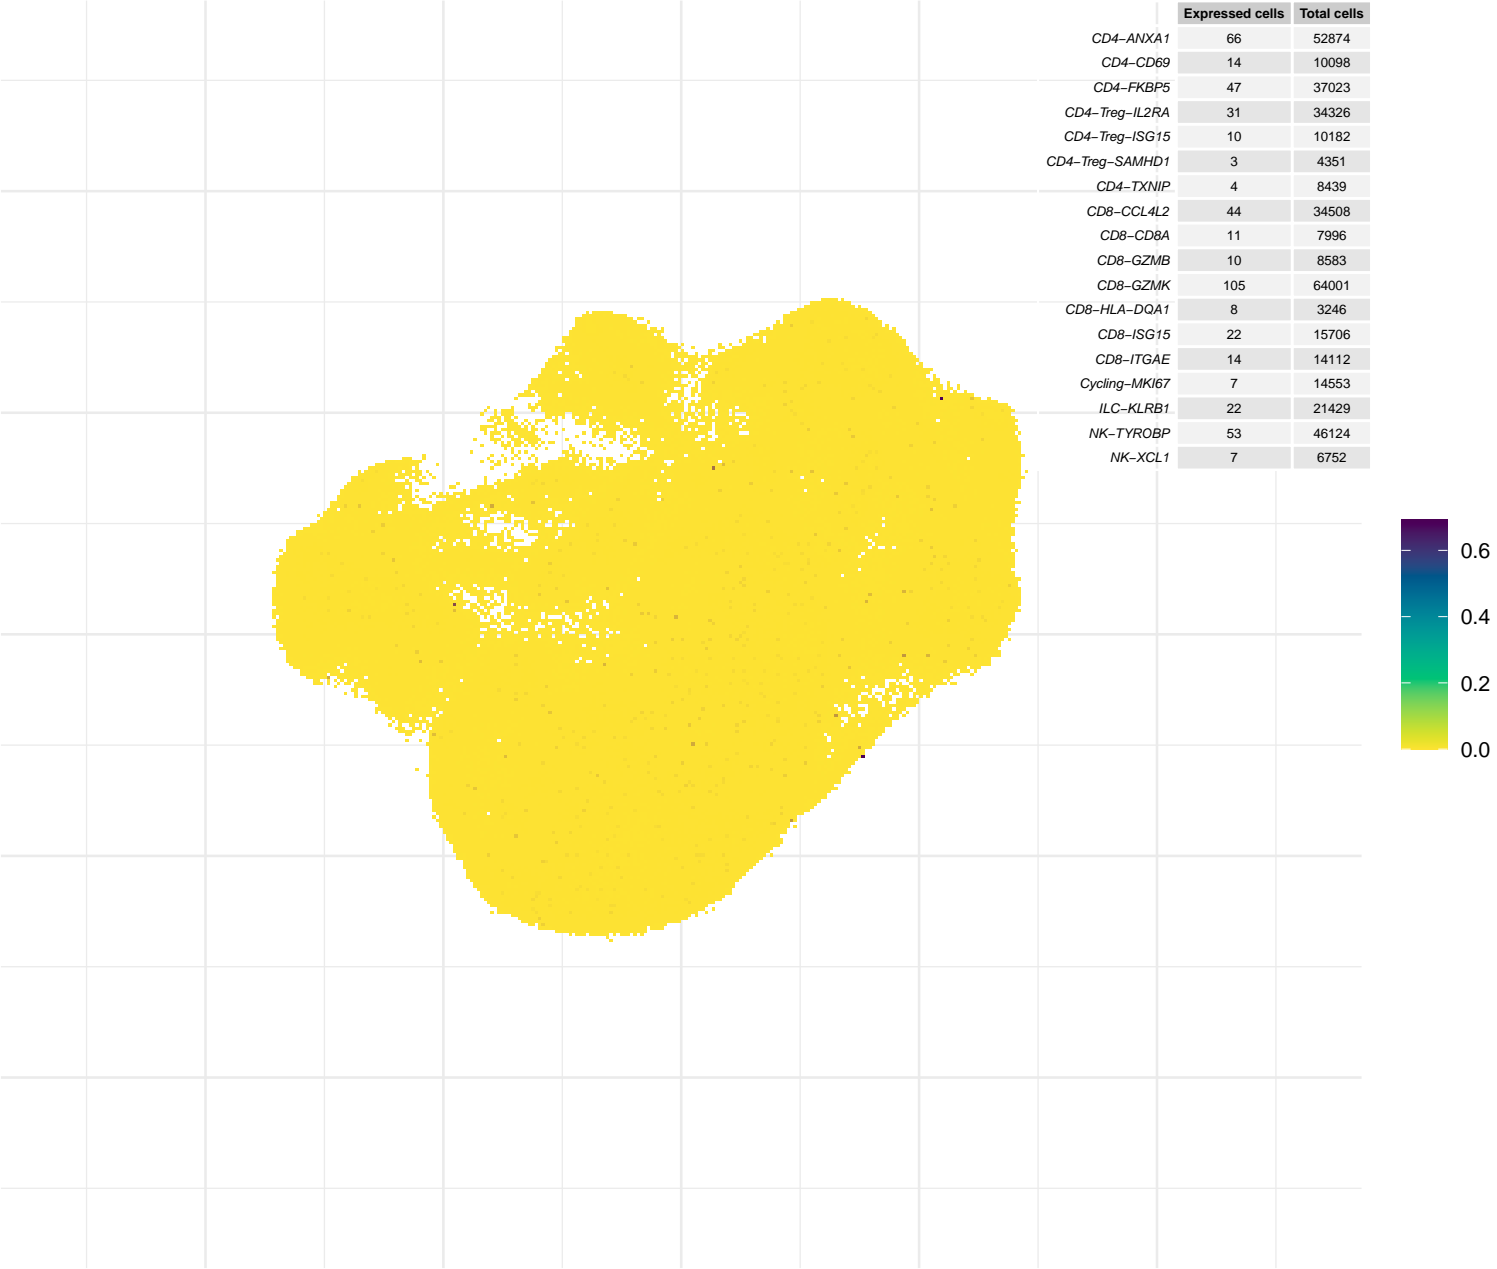 Expressed cells Total cells
CD4−ANXA1 66 52874
CD4−CD69 14 10098
CD4−FKBP5 47 37023
CD4−Treg−IL2RA 31 34326
CD4−Treg−ISG15 10 10182
CD4−Treg−SAMHD1 3 4351
CD4−TXNIP 4 8439
CD8−CCL4L2 44 34508
CD8−CD8A 11 7996
CD8−GZMB 10 8583
CD8−GZMK 105 64001
CD8−HLA−DQA1 8 3246
CD8−ISG15 22 15706
CD8−ITGAE 14 14112
Cycling−MKI67 7 14553
ILC−KLRB1 22 21429
NK−TYROBP 53 46124
NK−XCL1 7 6752
0.6
0.4
0.2
0.0